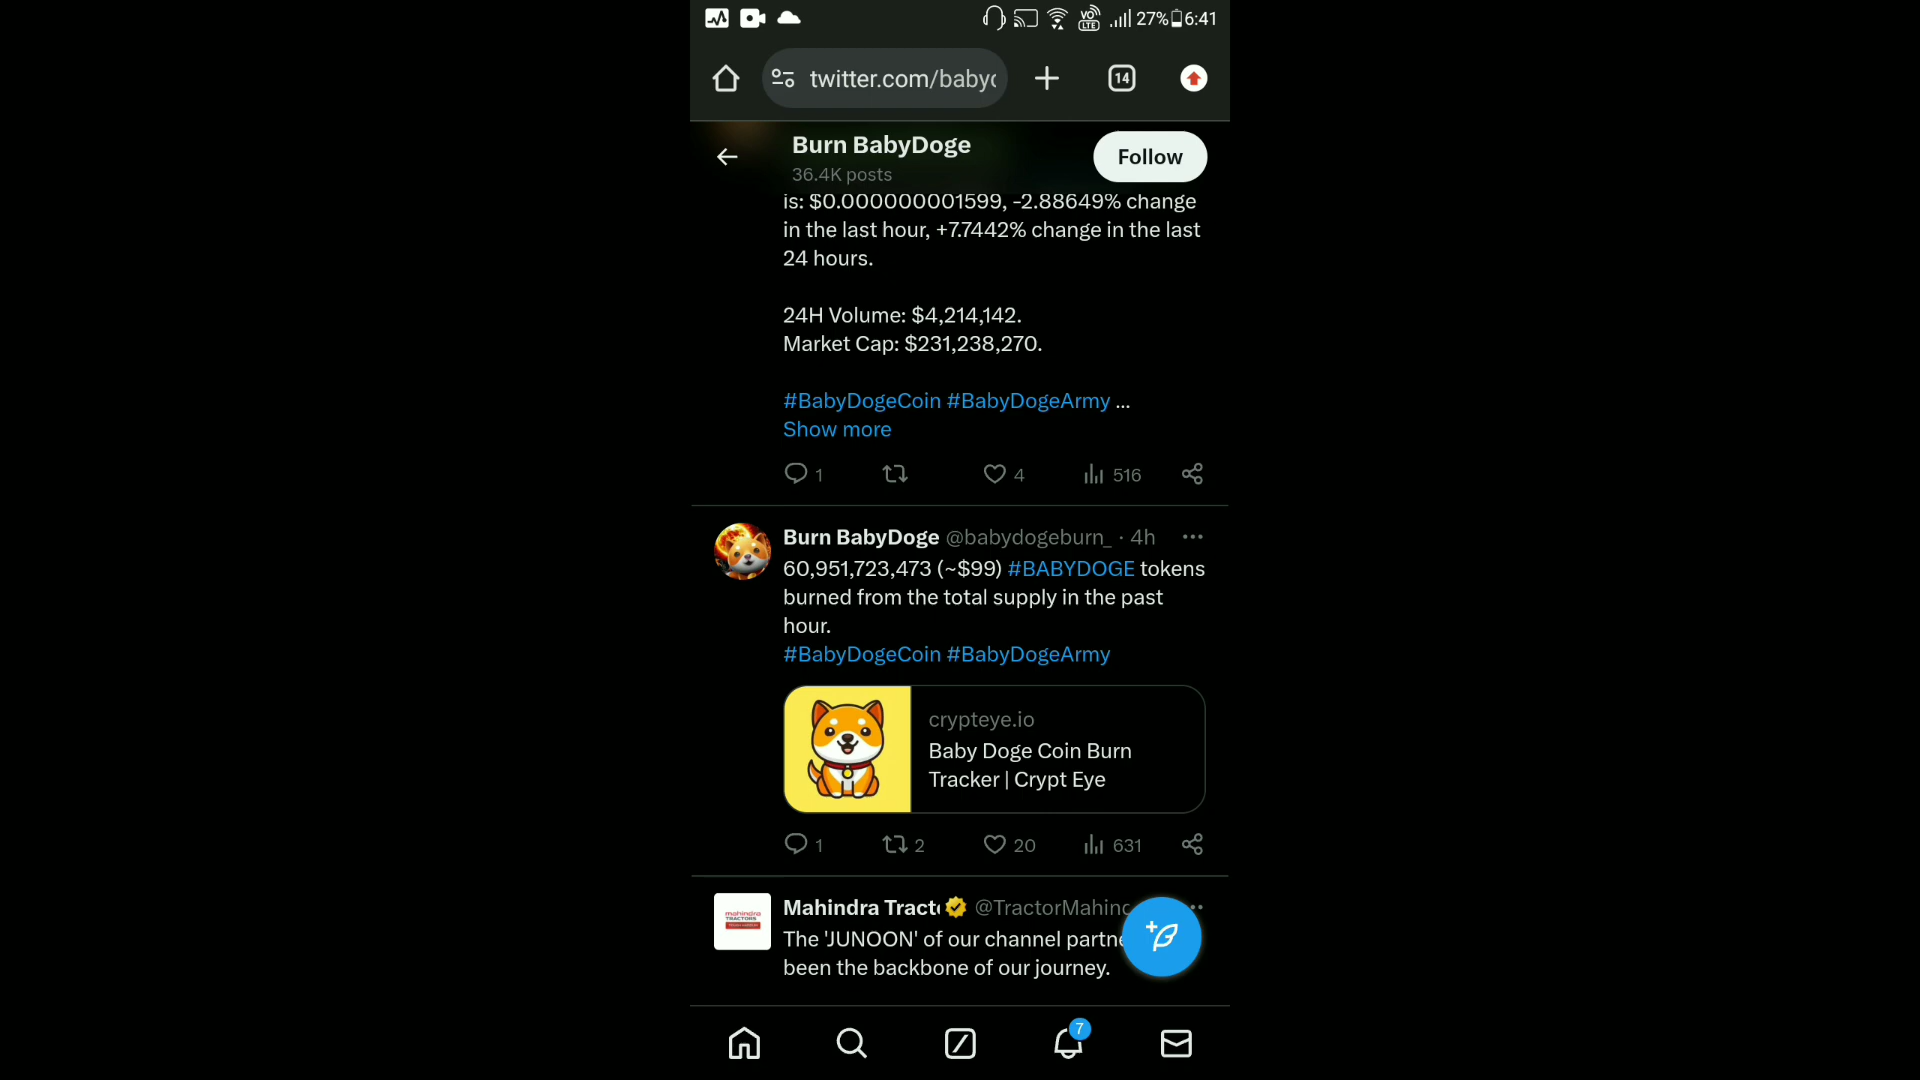 27% 6:41
twitter.com/babyd
14
Burn BabyDoge
Follow
36.4K posts
is: $0.000000001599, -2.88649% change
in the last hour, +7.7442% change in the last
24 hours.
24H Volume: $4,214,142.
Market Cap: $231,238,270.
#BabyDogeCoin #BabyDogeArmy ...
Show more
1 4 516
Burn BabyDoge @babydogeburn_ · 4h
60,951,723,473 (~$99) #BABYDOGE tokens
burned from the total supply in the past
hour.
#BabyDogeCoin #BabyDogeArmy
crypteye.io
Baby Doge Coin Burn
Tracker | Crypt Eye
1 2 20 631
mahindra
TRACTORS
Mahindra Tract @TractorMahinc
The 'JUNOON' of our channel partne
been the backbone of our journey.
7